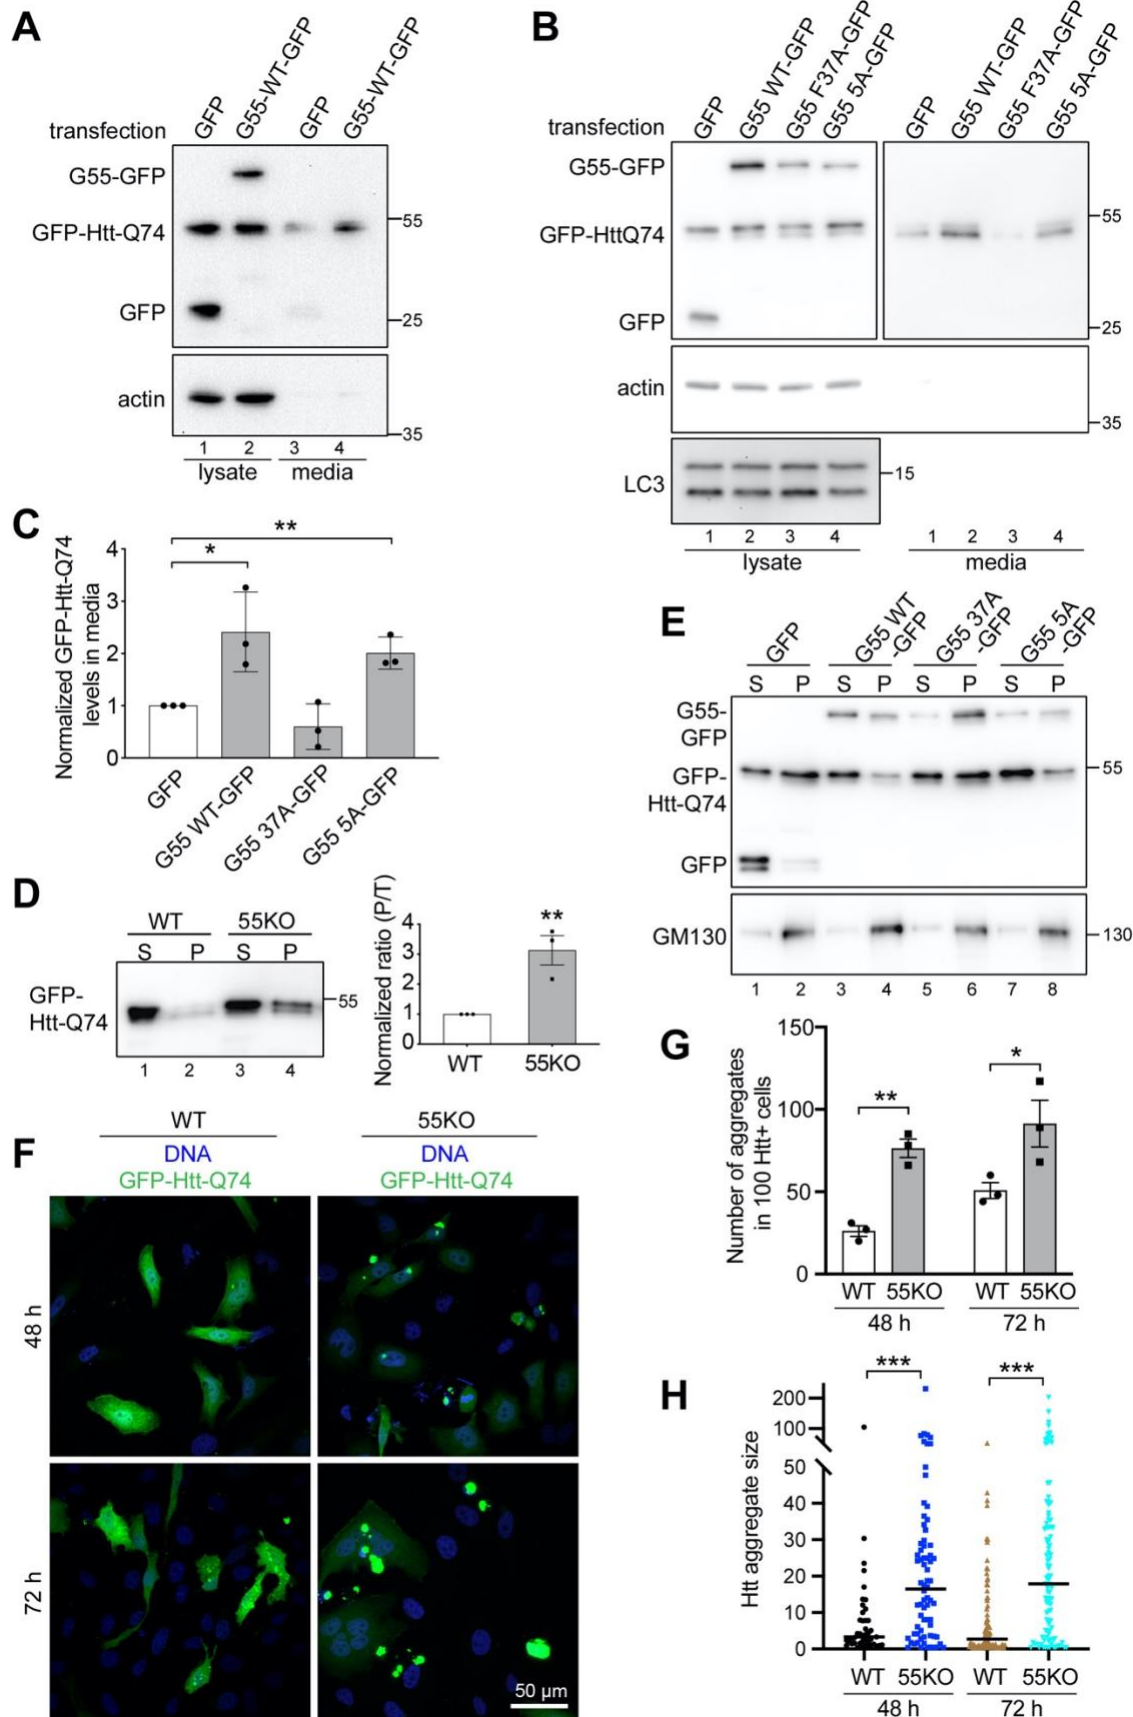 A
transfection
GFP
G55-WT-GFP
GFP
G55-WT-GFP
G55-GFP
GFP-Htt-Q74
GFP
55
25
actin
35
1 2 3 4
lysate media
B
transfection
GFP
G55 WT-GFP
G55 F37A-GFP
G55 5A-GFP
GFP
G55 WT-GFP
G55 F37A-GFP
G55 5A-GFP
G55-GFP
GFP-HttQ74
GFP
55
25
actin
35
LC3
15
1 2 3 4 1 2 3 4
lysate media
C
Normalized GFP-Htt-Q74
levels in media
4
3
2
1
0
*
**
GFP
G55 WT-GFP
G55 37A-GFP
G55 5A-GFP
D
WT 55KO
S P S P
GFP-
Htt-Q74
55
1 2 3 4
Normalized ratio (P/T)
4
3
2
1
0
**
WT 55KO
E
GFP
G55 WT
-GFP
G55 37A
-GFP
G55 5A
-GFP
S P S P S P S P
G55-
GFP
GFP-
Htt-Q74
GFP
55
GM130
130
1 2 3 4 5 6 7 8
F
WT 55KO
DNA DNA
GFP-Htt-Q74 GFP-Htt-Q74
48 h
72 h
50 µm
G
Number of aggregates
in 100 Htt+ cells
150
100
50
0
**
*
WT 55KO WT 55KO
48 h 72 h
H
Htt aggregate size
200
100
50
40
30
20
10
0
***
***
WT 55KO WT 55KO
48 h 72 h